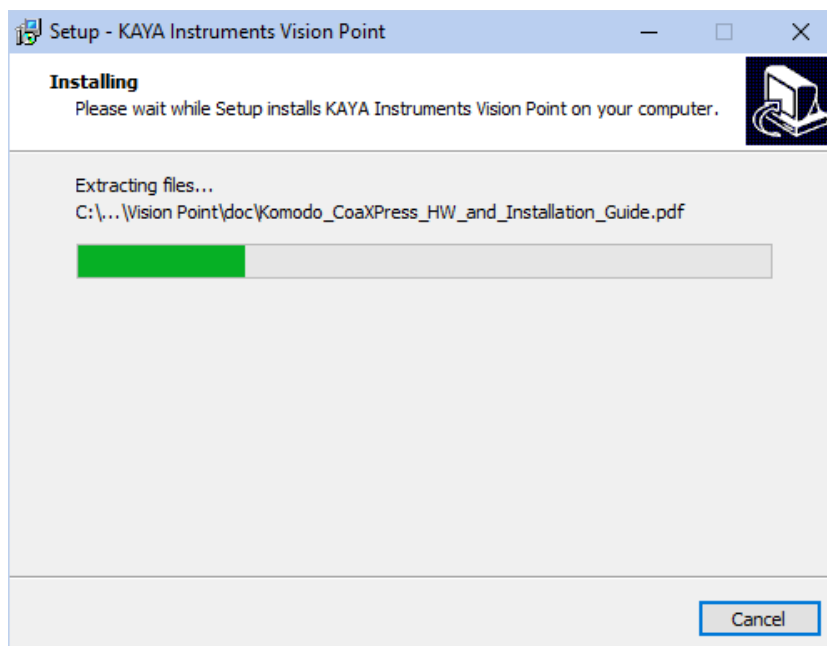 Setup - KAYA Instruments Vision Point
Installing
Please wait while Setup installs KAYA Instruments Vision Point on your computer.
Extracting files...
C:\...\Vision Point\doc\Komodo_CoaXPress_HW_and_Installation_Guide.pdf
Cancel